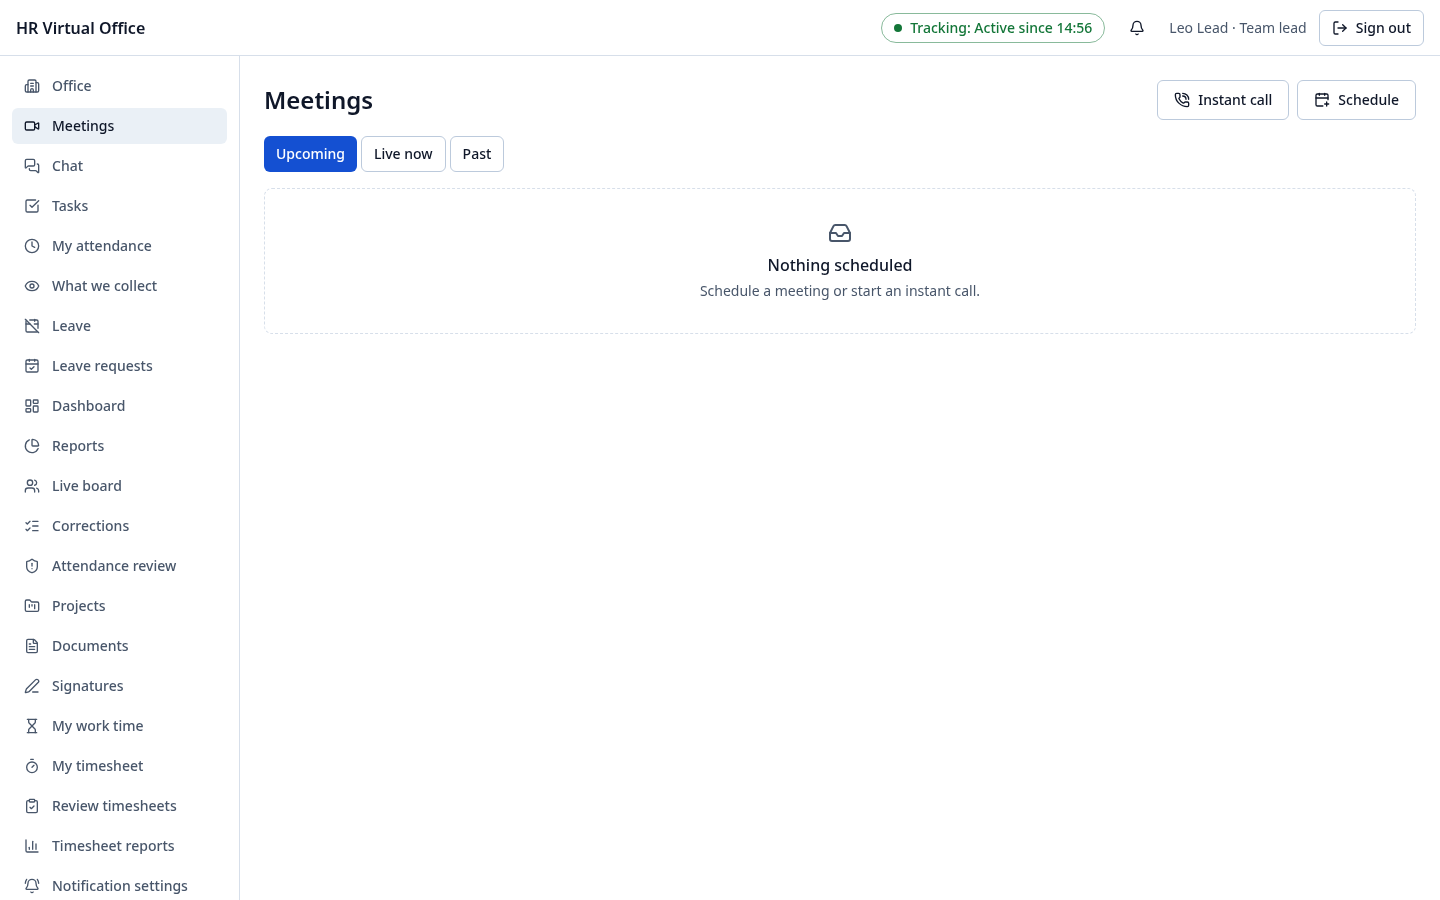 HR Virtual Office
Tracking: Active since 14:56
Leo Lead · Team lead
Sign out
Office
Meetings
Chat
Tasks
My attendance
What we collect
Leave
Leave requests
Dashboard
Reports
Live board
Corrections
Attendance review
Projects
Documents
Signatures
My work time
My timesheet
Review timesheets
Timesheet reports
Notification settings
Meetings
Instant call
Schedule
Upcoming
Live now
Past
Nothing scheduled
Schedule a meeting or start an instant call.